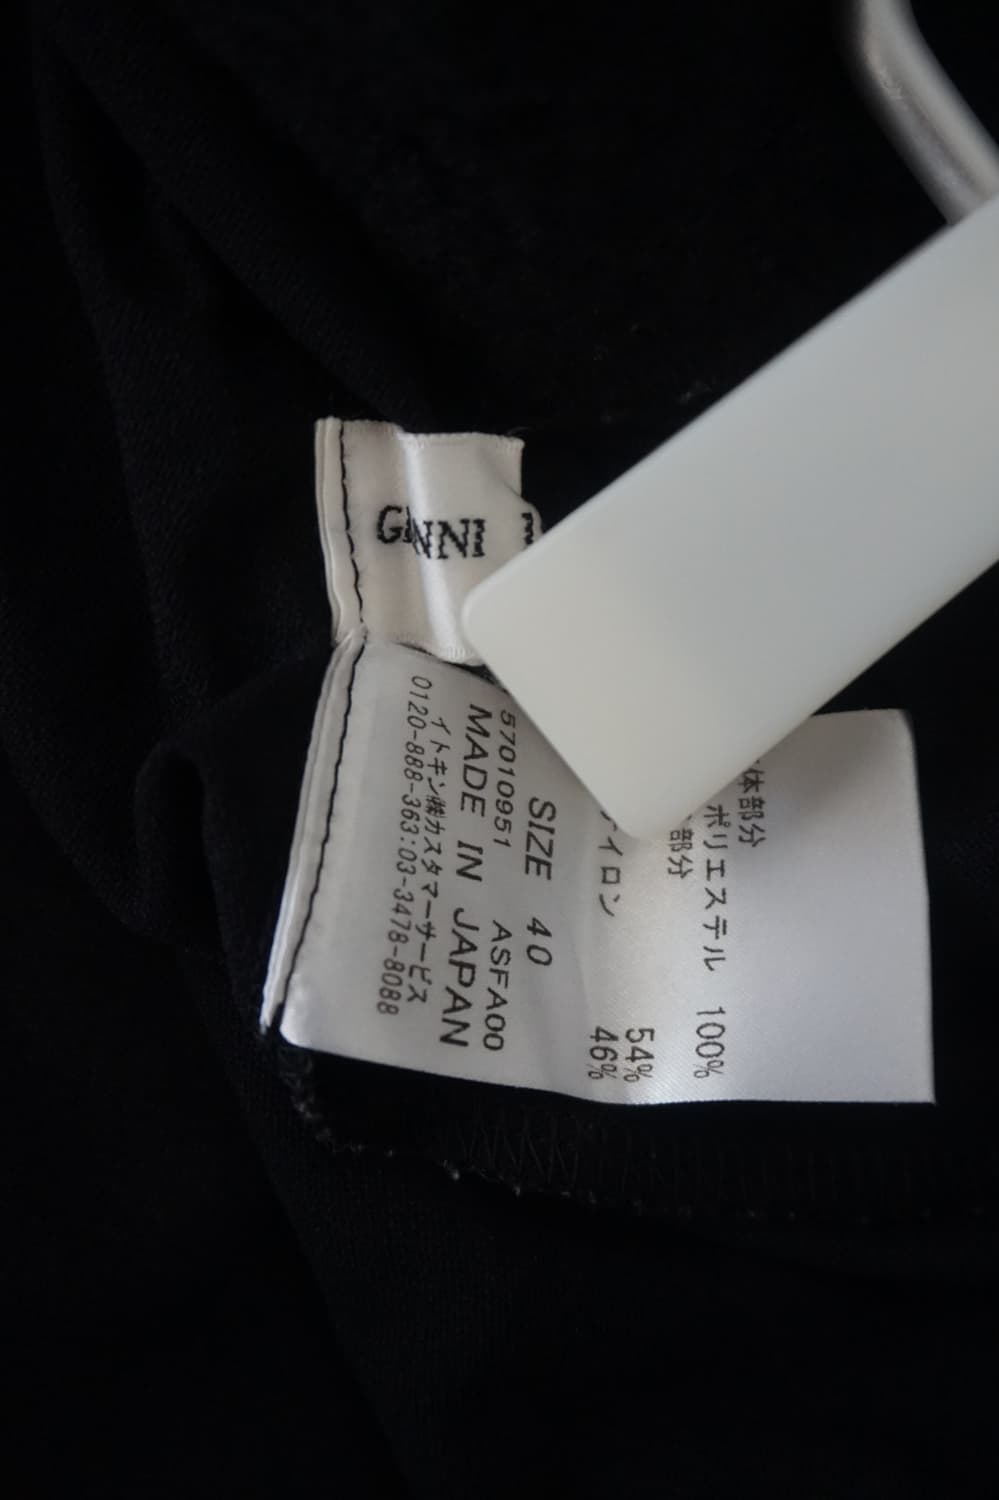 GINNI
体部分
ポリエステル 100%
部分
54%
イロン 46%
SIZE 40
57010951 ASFA00
MADE IN JAPAN
イトキン㈱カスタマーサービス
0120-888-363:03-3478-8088